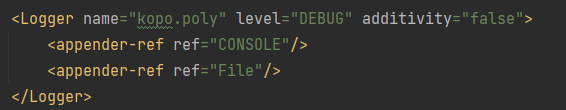 <Logger name="kopo.poly" level="DEBUG" additivity="false">
    <appender-ref ref="CONSOLE"/>
    <appender-ref ref="File"/>
</Logger>